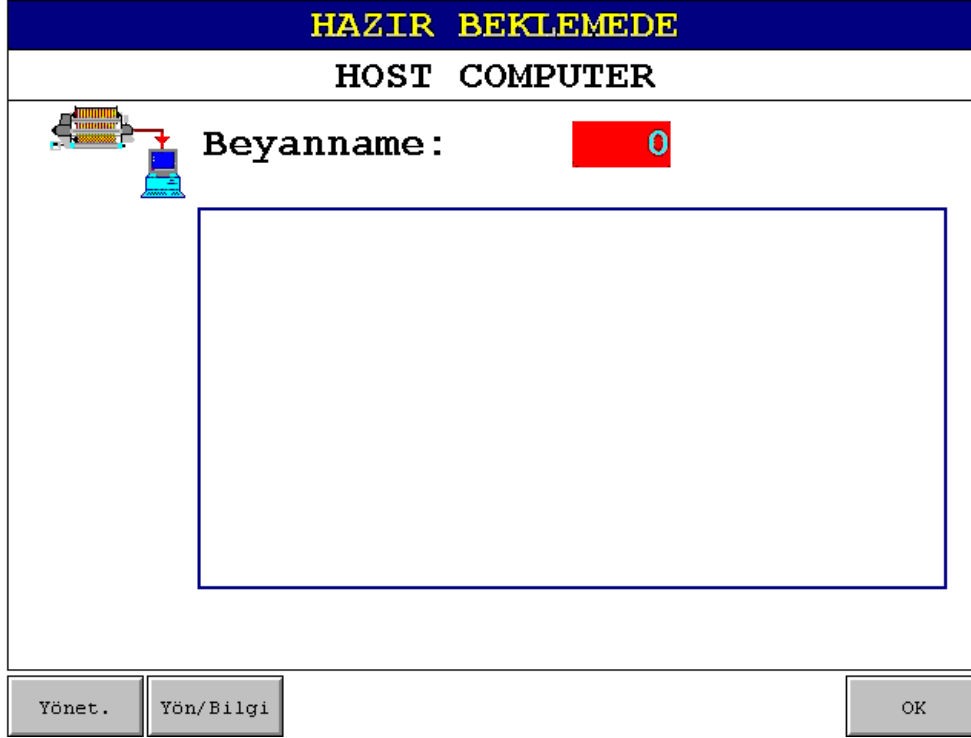 HAZIR BEKLEMEDE
HOST COMPUTER
Beyanname: 0
Yönet. Yön/Bilgi OK